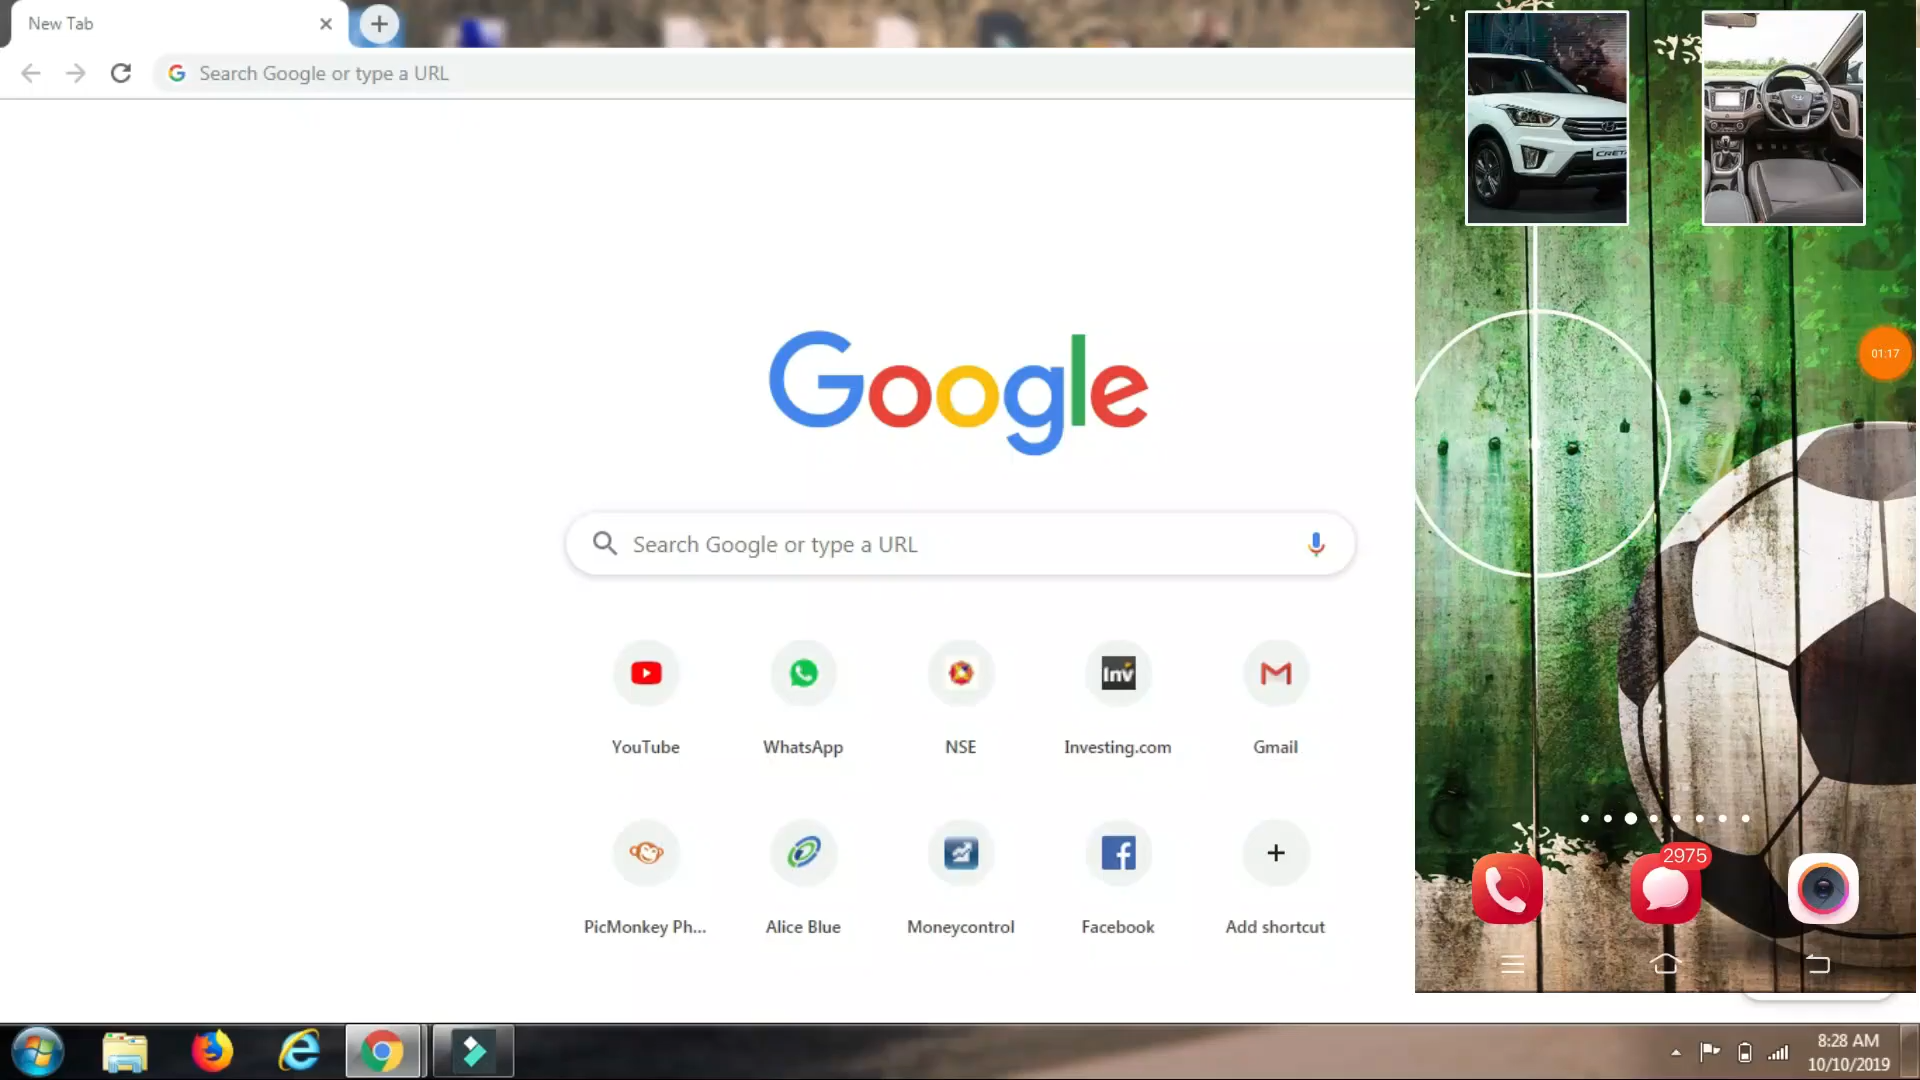 New Tab
Search Google or type a URL
CRETA
01:17
Google
Search Google or type a URL
Inv
YouTube
WhatsApp
NSE
Investing.com
Gmail
2975
PicMonkey Ph...
Alice Blue
Moneycontrol
Facebook
Add shortcut
8:28 AM
10/10/2019